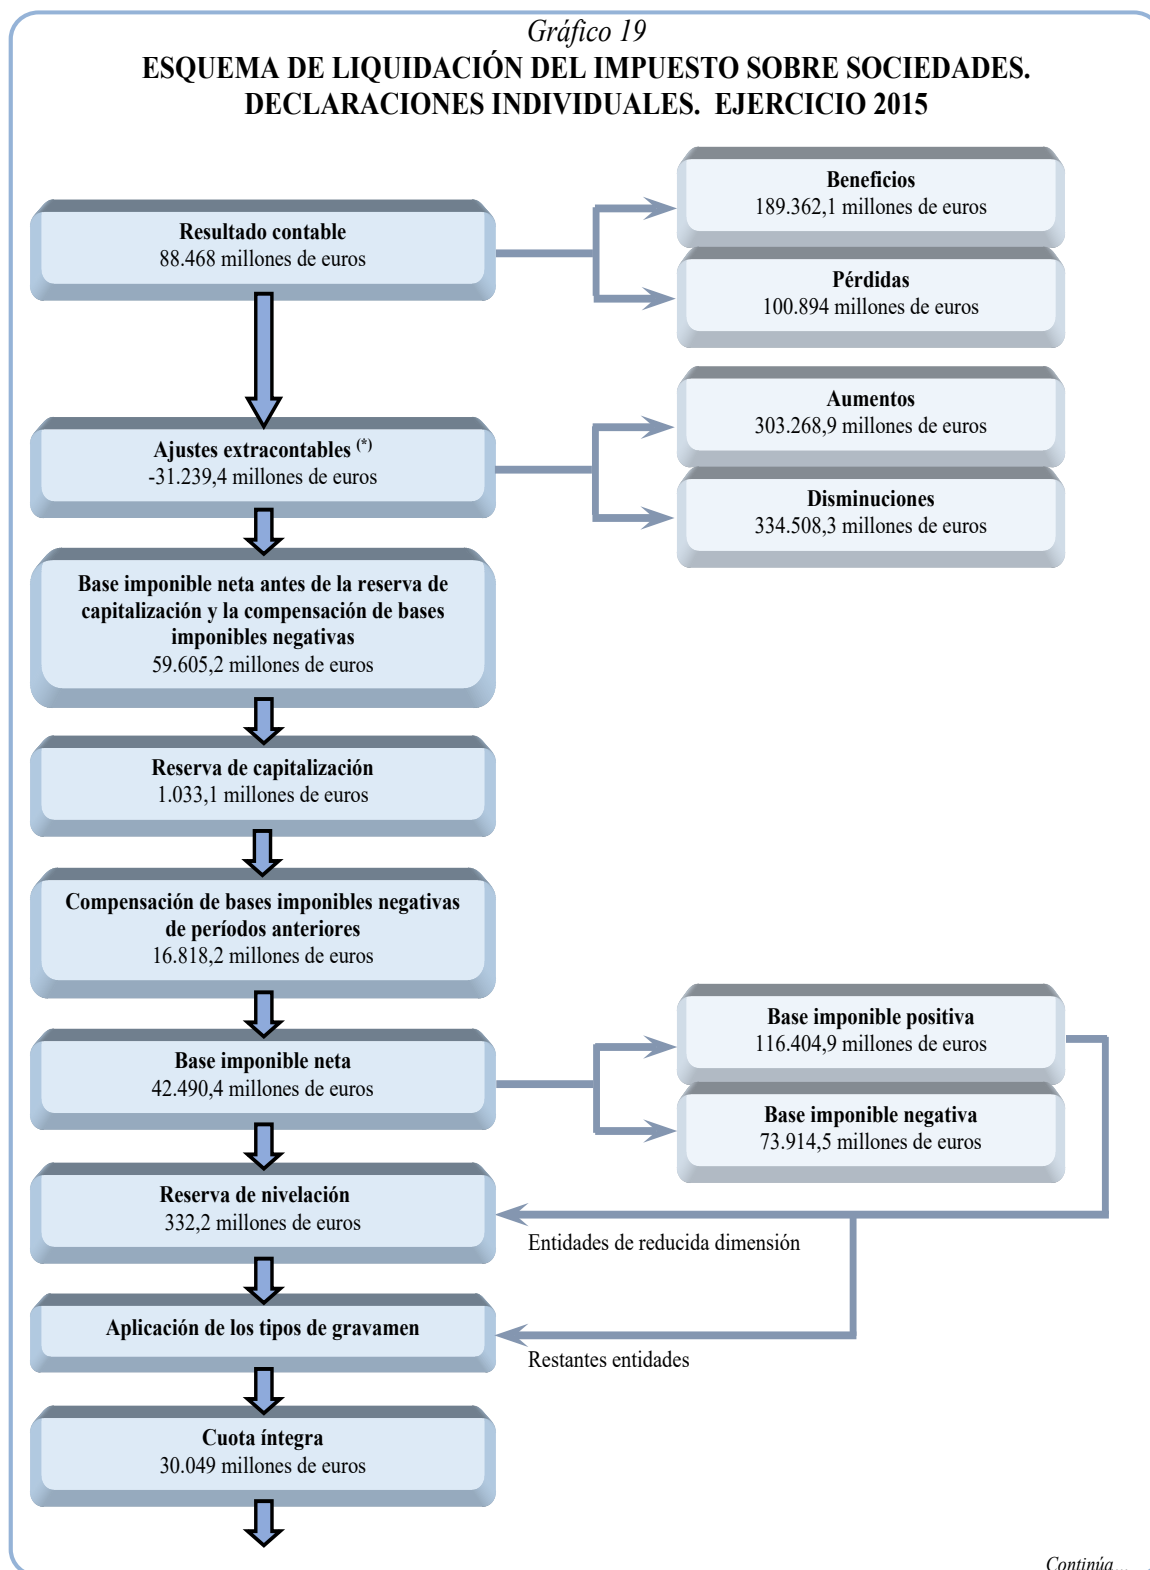 Gráfico 19
ESQUEMA DE LIQUIDACIÓN DEL IMPUESTO SOBRE SOCIEDADES.
DECLARACIONES INDIVIDUALES. EJERCICIO 2015
Resultado contable
88.468 millones de euros
Beneficios
189.362,1 millones de euros
Pérdidas
100.894 millones de euros
Ajustes extracontables (*)
-31.239,4 millones de euros
Aumentos
303.268,9 millones de euros
Disminuciones
334.508,3 millones de euros
Base imponible neta antes de la reserva de
capitalización y la compensación de bases
imponibles negativas
59.605,2 millones de euros
Reserva de capitalización
1.033,1 millones de euros
Compensación de bases imponibles negativas
de períodos anteriores
16.818,2 millones de euros
Base imponible neta
42.490,4 millones de euros
Base imponible positiva
116.404,9 millones de euros
Base imponible negativa
73.914,5 millones de euros
Reserva de nivelación
332,2 millones de euros
Entidades de reducida dimensión
Aplicación de los tipos de gravamen
Restantes entidades
Cuota íntegra
30.049 millones de euros
Continúa...